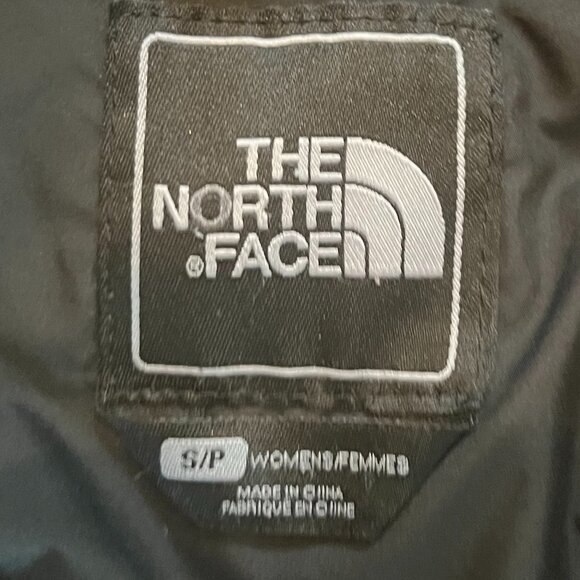 THE
NORTH
® FACE
S/P WOMENS/FEMMES
MADE IN CHINA
FABRIQUE EN CHINE